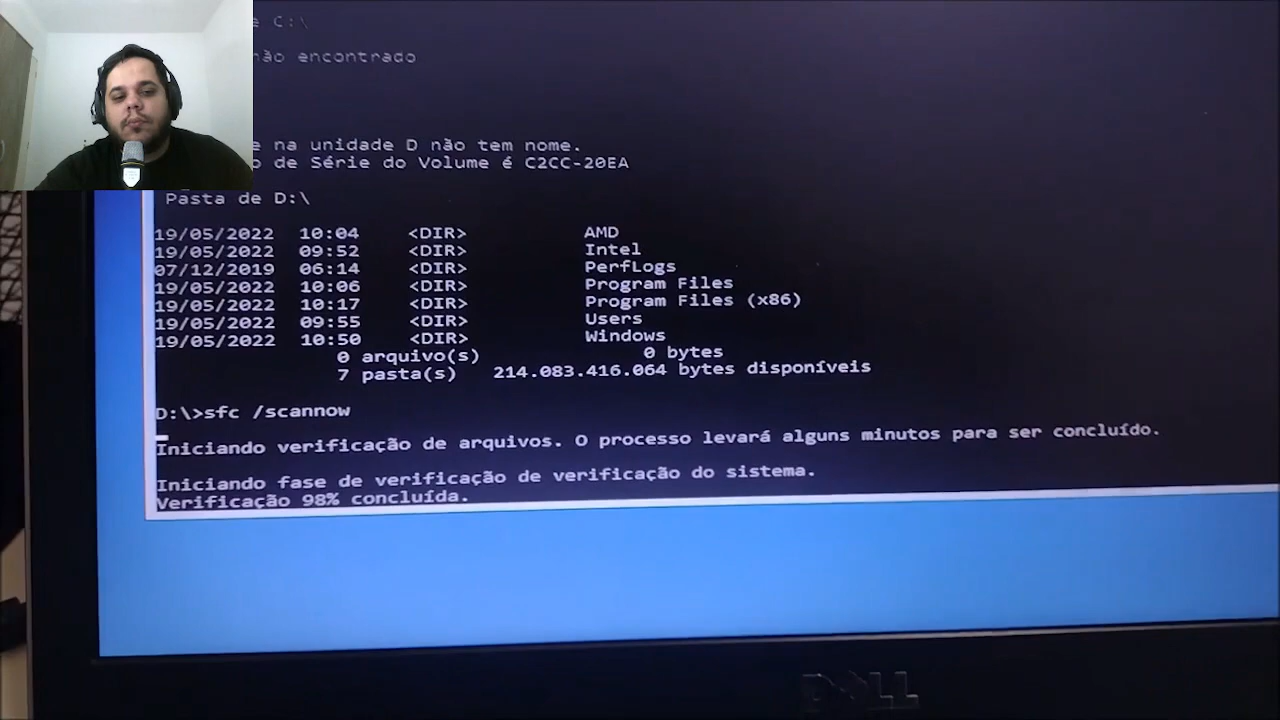 C:\
não encontrado
na unidade D não tem nome.
de Série do Volume é C2CC-20EA
Pasta de D:\
19/05/2022 10:04 <DIR> AMD
19/05/2022 09:52 <DIR> Intel
07/12/2019 06:14 <DIR> PerfLogs
19/05/2022 10:06 <DIR> Program Files
19/05/2022 10:17 <DIR> Program Files (x86)
19/05/2022 09:55 <DIR> Users
19/05/2022 10:50 <DIR> Windows
0 arquivo(s) 0 bytes
7 pasta(s) 214.083.416.064 bytes disponíveis
D:\>sfc /scannow
Iniciando verificação de arquivos. O processo levará alguns minutos para ser concluído.
Iniciando fase de verificação de verificação do sistema.
Verificação 98% concluída.
DELL